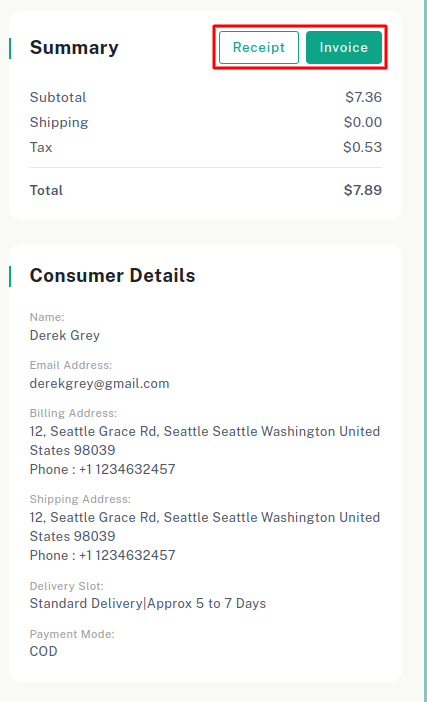 Summary
Receipt
Invoice
Subtotal $7.36
Shipping $0.00
Tax $0.53
Total $7.89
Consumer Details
Name:
Derek Grey
Email Address:
derekgrey@gmail.com
Billing Address:
12, Seattle Grace Rd, Seattle Seattle Washington United
States 98039
Phone : +1 1234632457
Shipping Address:
12, Seattle Grace Rd, Seattle Seattle Washington United
States 98039
Phone : +1 1234632457
Delivery Slot:
Standard Delivery|Approx 5 to 7 Days
Payment Mode:
COD